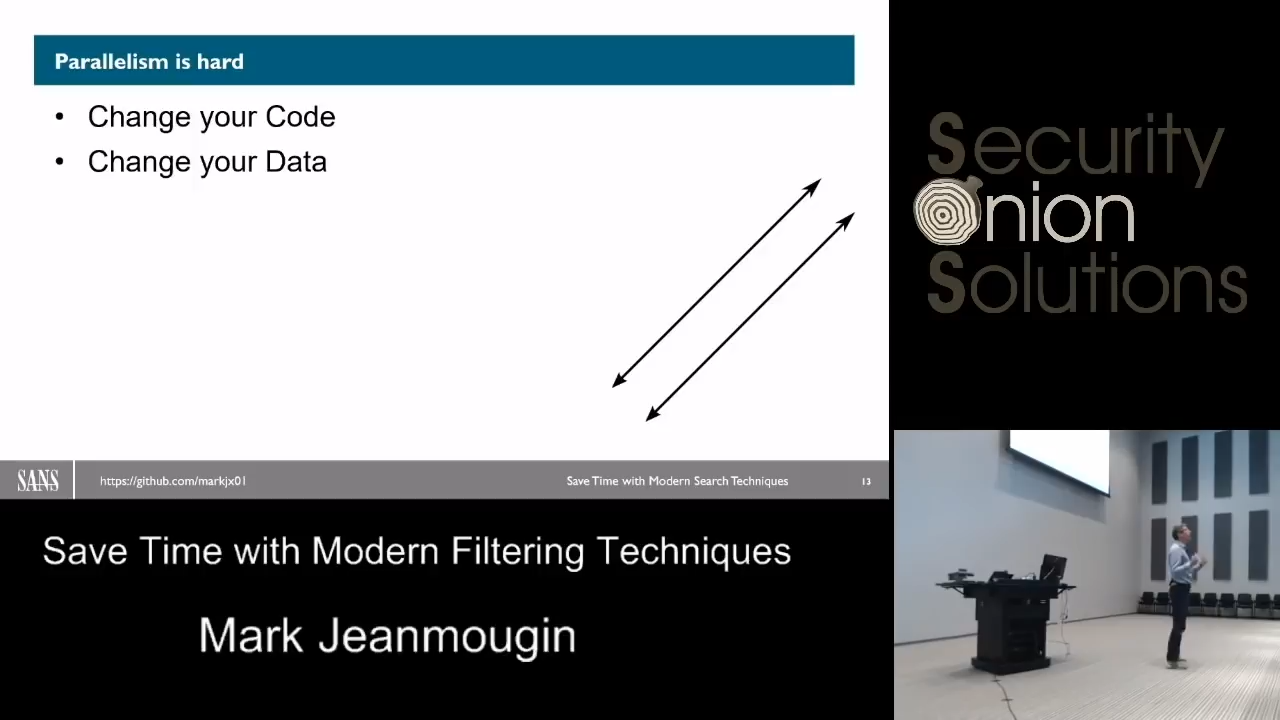 Parallelism is hard
• Change your Code
• Change your Data
SANS
https://github.com/markjx01
Save Time with Modern Search Techniques
13
Security
Onion
Solutions
Save Time with Modern Filtering Techniques
Mark Jeanmougin